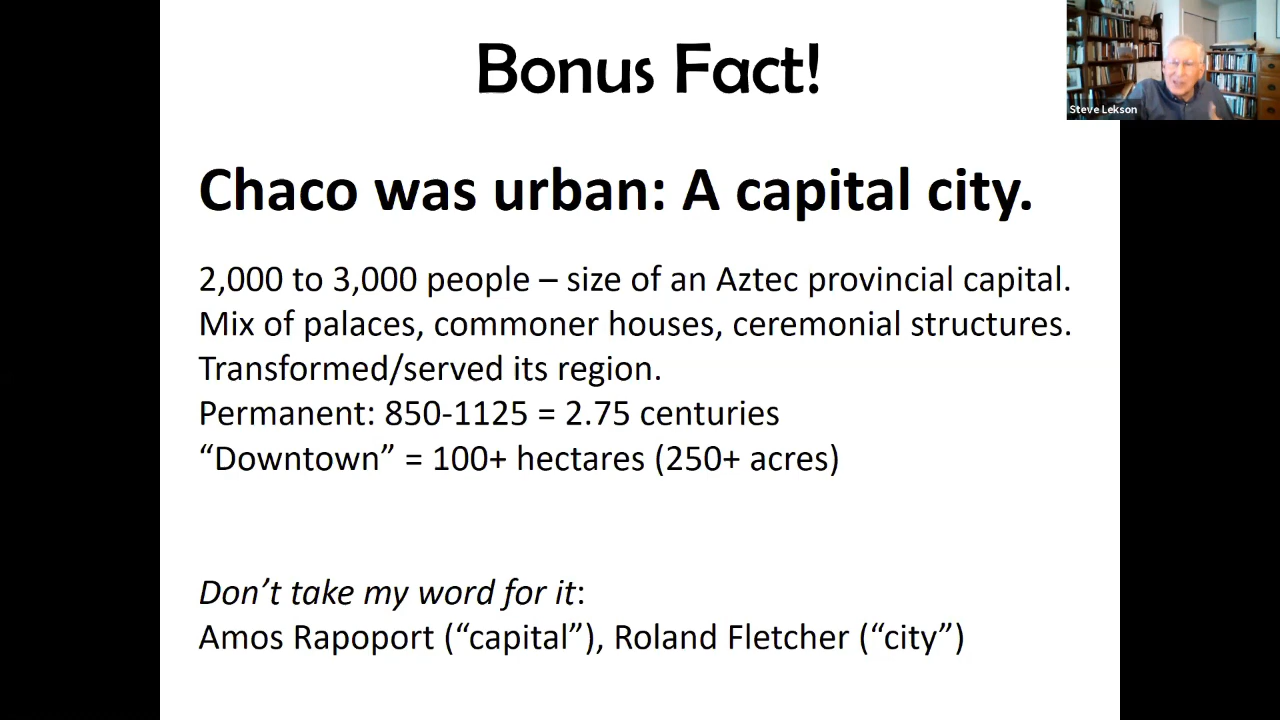 Bonus Fact!
Steve Lekson
Chaco was urban: A capital city.
2,000 to 3,000 people – size of an Aztec provincial capital.
Mix of palaces, commoner houses, ceremonial structures.
Transformed/served its region.
Permanent: 850-1125 = 2.75 centuries
“Downtown” = 100+ hectares (250+ acres)
Don’t take my word for it:
Amos Rapoport (“capital”), Roland Fletcher (“city”)